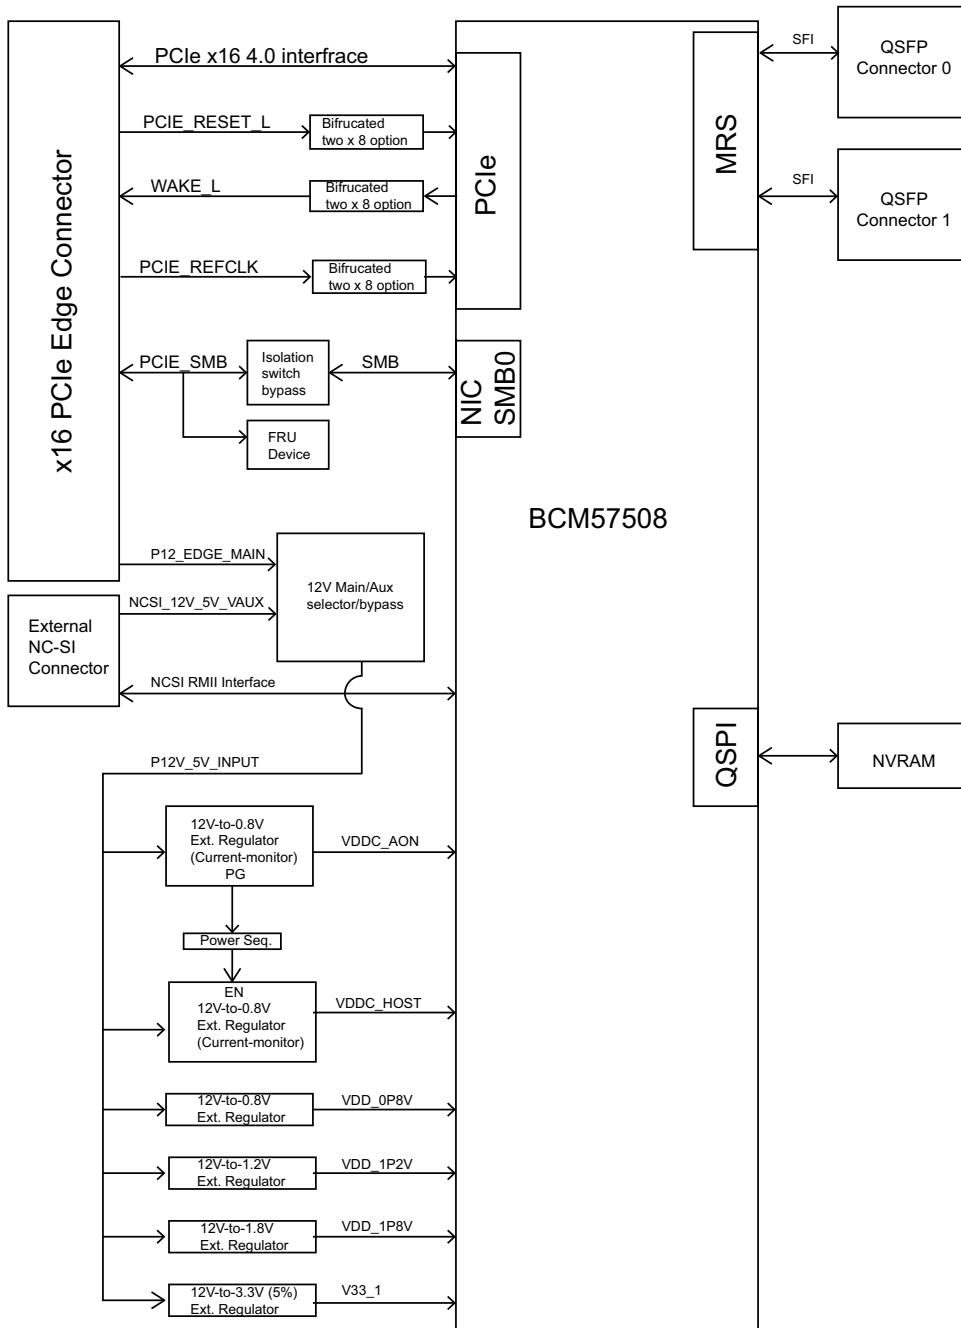 x16 PCIe Edge Connector
PCIe x16 4.0 interfrace
PCIE_RESET_L
Bifrucated
two x 8 option
WAKE_L
Bifrucated
two x 8 option
PCIE_REFCLK
Bifrucated
two x 8 option
PCIe
PCIE_SMB
Isolation
switch
bypass
SMB
NIC
SMB0
FRU
Device
MRS
SFI
QSFP
Connector 0
SFI
QSFP
Connector 1
BCM57508
P12_EDGE_MAIN
NCSI_12V_5V_VAUX
12V Main/Aux
selector/bypass
External
NC-SI
Connector
NCSI RMII Interface
QSPI
NVRAM
P12V_5V_INPUT
12V-to-0.8V
Ext. Regulator
(Current-monitor)
PG
VDDC_AON
Power Seq.
EN
12V-to-0.8V
Ext. Regulator
(Current-monitor)
VDDC_HOST
12V-to-0.8V
Ext. Regulator
VDD_0P8V
12V-to-1.2V
Ext. Regulator
VDD_1P2V
12V-to-1.8V
Ext. Regulator
VDD_1P8V
12V-to-3.3V (5%)
Ext. Regulator
V33_1